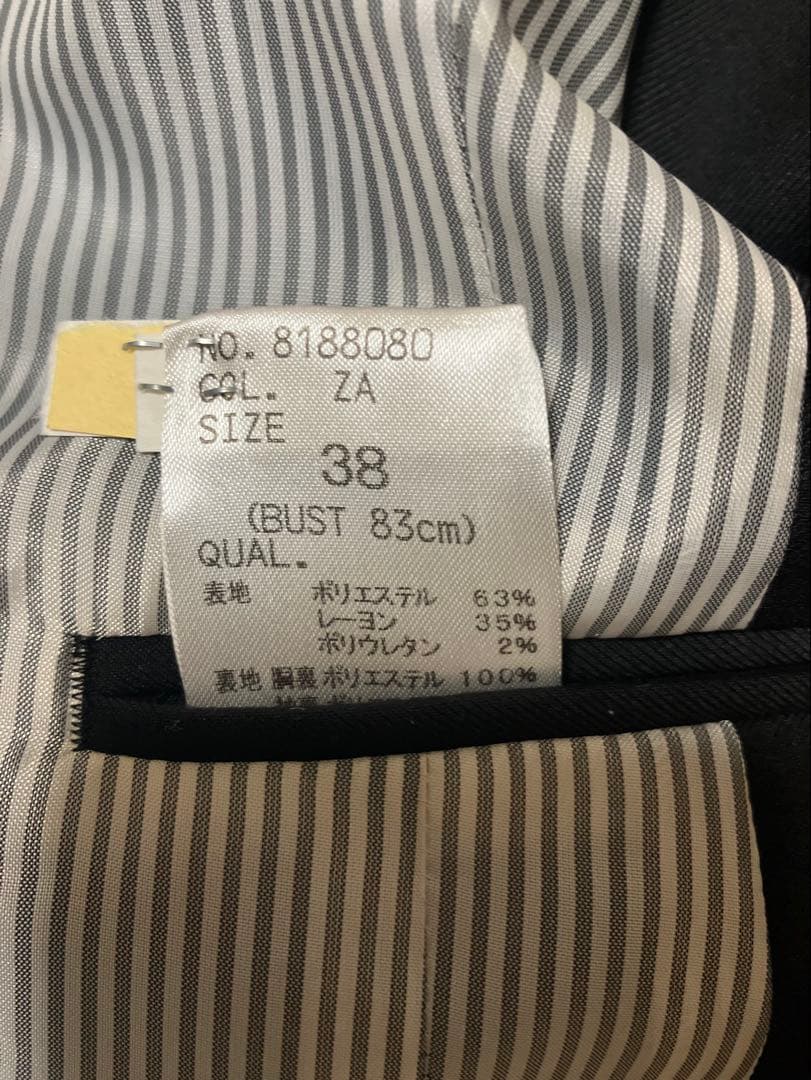 NO. 8188080
COL. ZA
SIZE
38
(BUST 83cm)
QUAL.
表地 ポリエステル 63%
レーヨン 35%
ポリウレタン 2%
裏地 胴裏 ポリエステル 100%